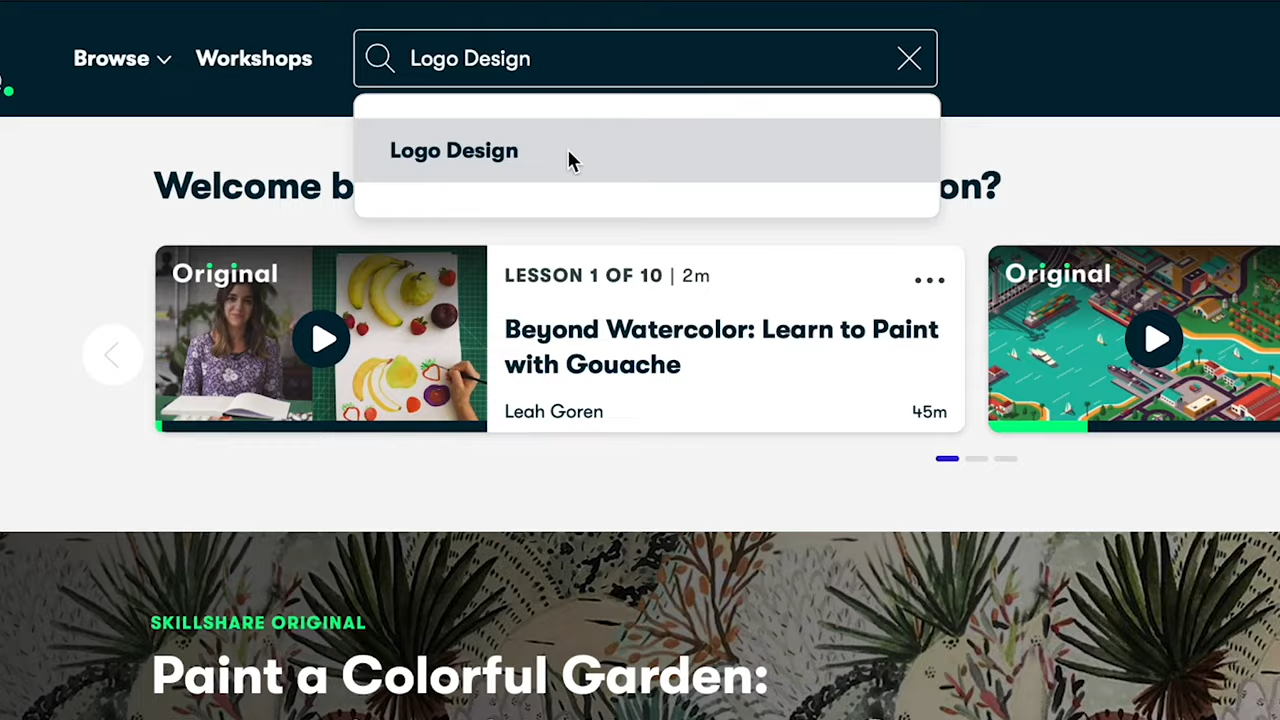 Browse Workshops
Logo Design
Logo Design
Welcome b
on?
Original
LESSON 1 OF 10 | 2m
Beyond Watercolor: Learn to Paint
with Gouache
Leah Goren
45m
Original
SKILLSHARE ORIGINAL
Paint a Colorful Garden: